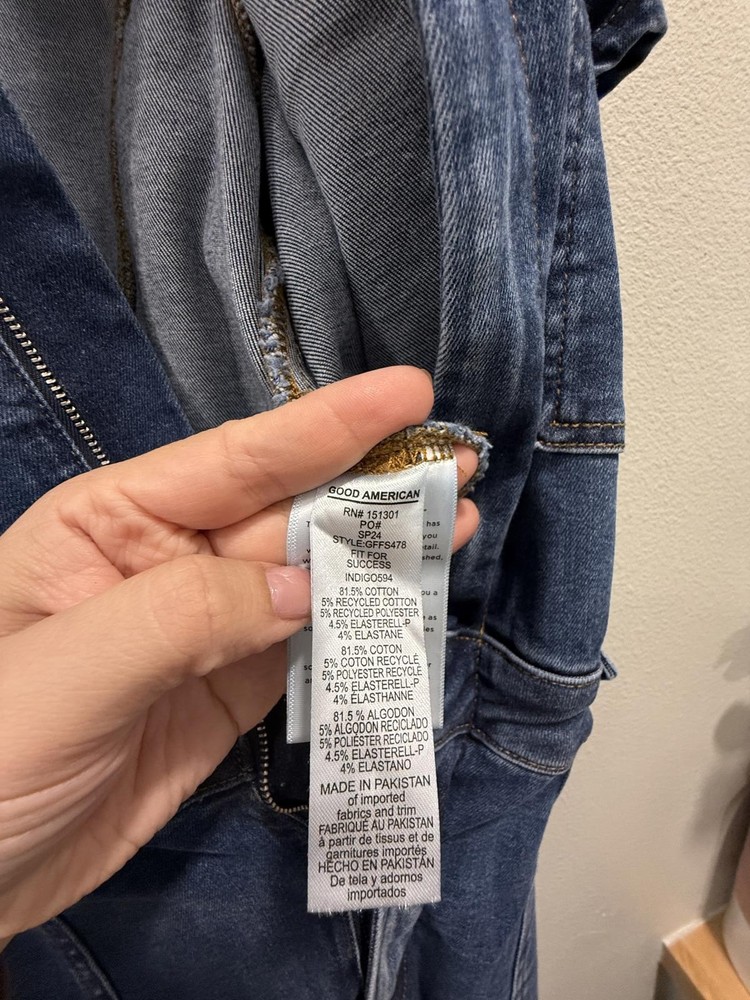 GOOD AMERICAN
RN# 151301
PO#
SP24
STYLE:GFFS478
FIT FOR
SUCCESS
INDIGO594
81.5% COTTON
5% RECYCLED COTTON
5% RECYCLED POLYESTER
4.5% ELASTERELL-P
4% ELASTANE
81.5% COTON
5% COTON RECYCLÉ
5% POLYESTER RECYCLÉ
4.5% ELASTERELL-P
4% ÉLASTHANNE
81.5 % ALGODON
5% ALGODÓN RECICLADO
5% POLIÉSTER RECICLADO
4.5% ELASTERELL-P
4% ELASTANO
MADE IN PAKISTAN
of imported
fabrics and trim
FABRIQUÉ AU PAKISTAN
à partir de tissus et de
garnitures importés
HECHO EN PAKISTÁN
De tela y adornos
importados
has
you